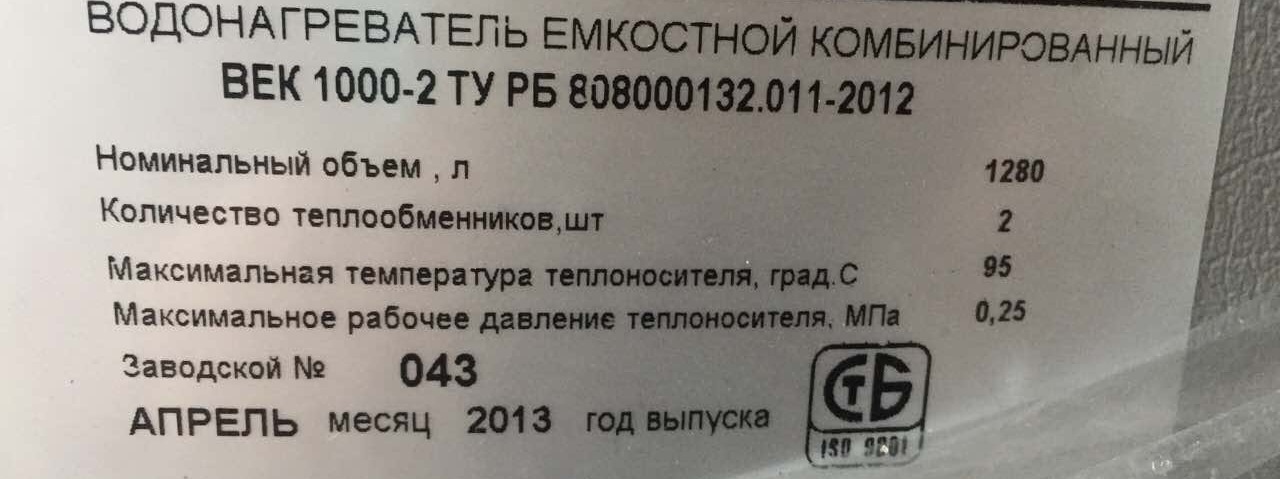 ВОДОНАГРЕВАТЕЛЬ ЕМКОСТНОЙ КОМБИНИРОВАННЫЙ
ВЕК 1000-2 ТУ РБ 808000132.011-2012
Номинальный объем , л 1280
Количество теплообменников,шт 2
Максимальная температура теплоносителя, град.С 95
Максимальное рабочее давление теплоносителя, МПа 0,25
Заводской № 043
АПРЕЛЬ месяц 2013 год выпуска
СТБ
ISO 9001